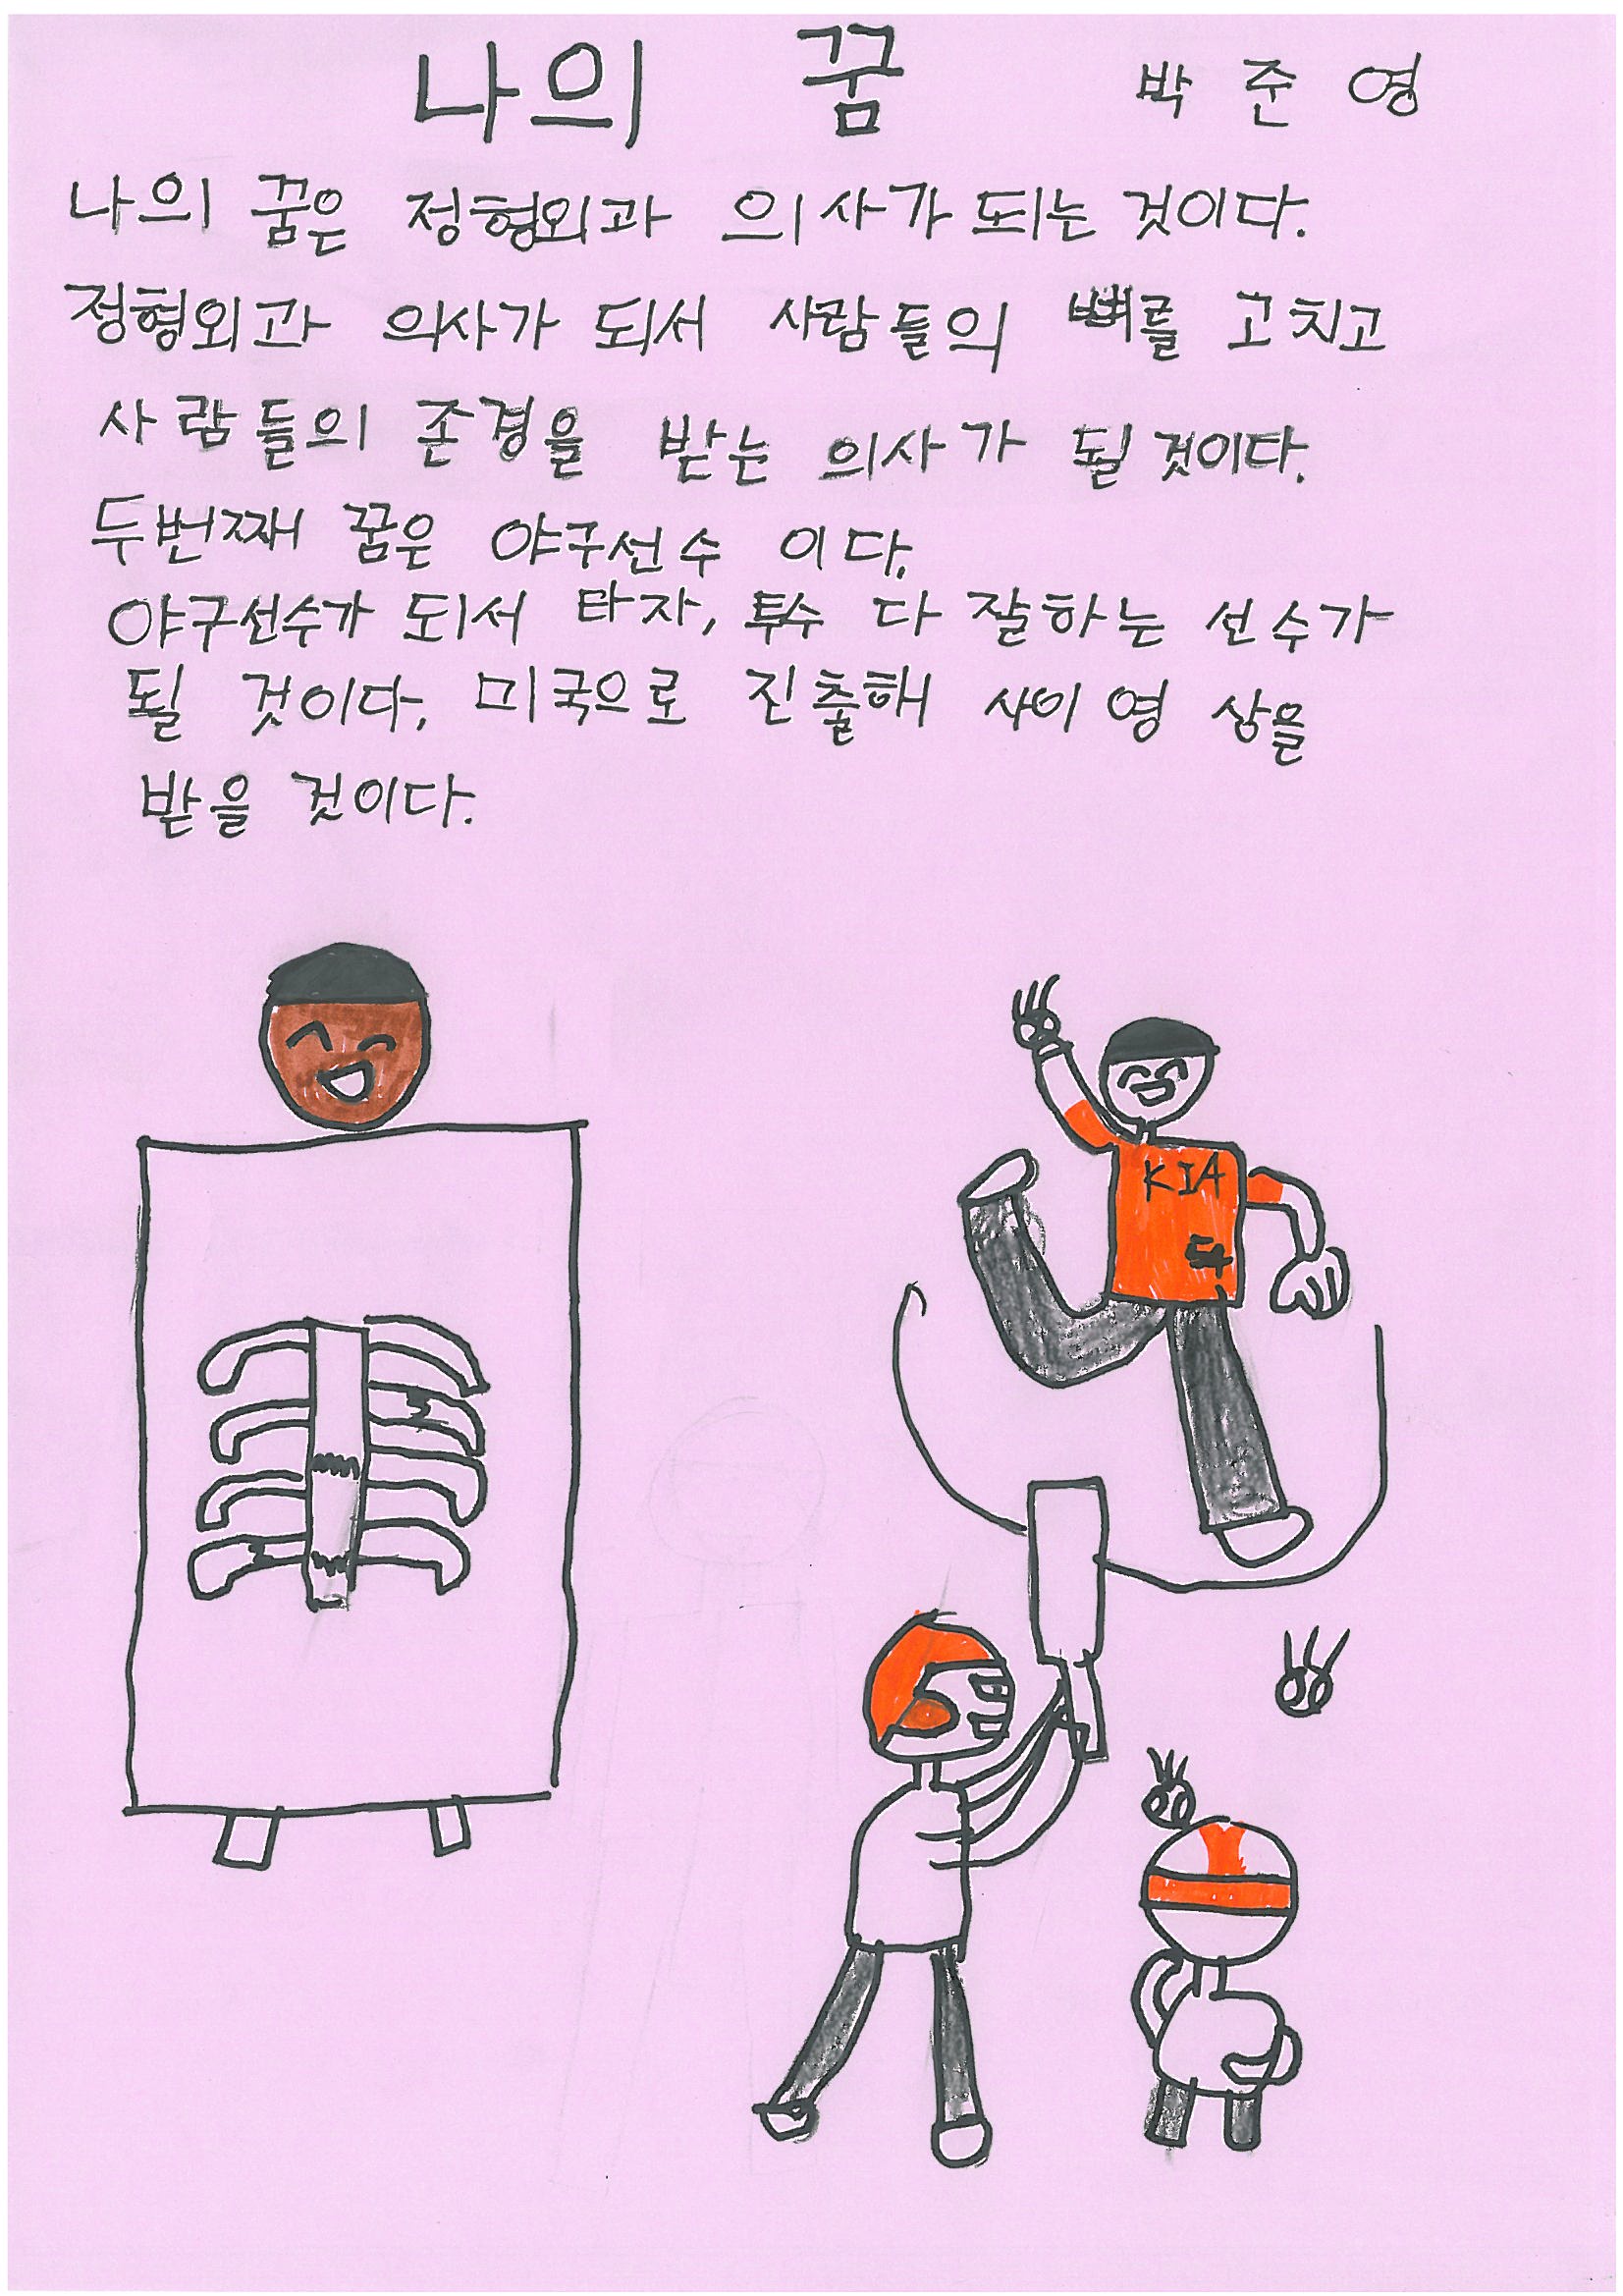 나의 꿈 박준영
나의 꿈은 정형외과 의사가 되는 것이다.
정형외과 의사가 되서 사람들의 뼈를 고치고
사람들의 존경을 받는 의사가 될 것이다.
두번째 꿈은 야구선수 이다.
야구선수가 되서 타자, 투수 다 잘하는 선수가
될 것이다. 미국으로 진출해 사이 영 상을
받을 것이다.
KIA
54